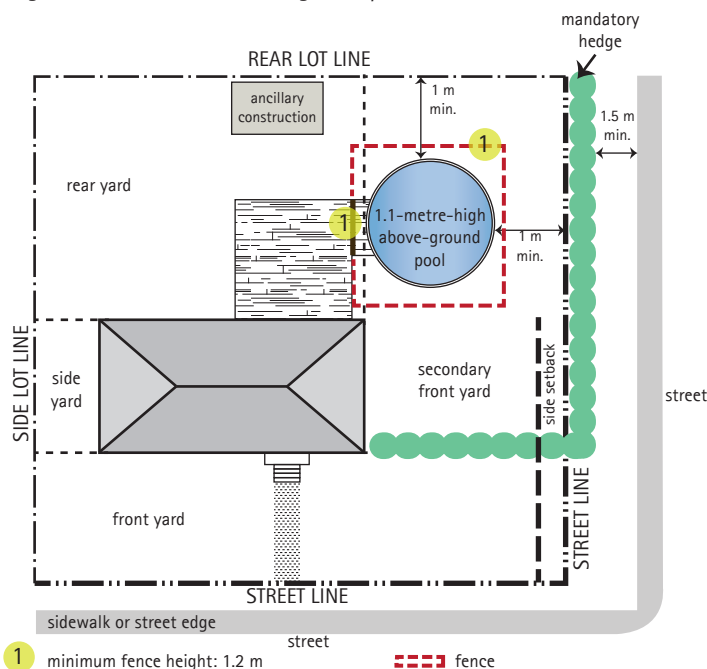 mandatory
hedge
REAR LOT LINE
1 m
min.
ancillary
construction
1.5 m
min.
1
rear yard
1
1.1-metre-high
above-ground
pool
1 m
min.
SIDE LOT LINE
side
yard
secondary
front yard
side setback
street
front yard
STREET LINE
STREET LINE
sidewalk or street edge
street
1 minimum fence height: 1.2 m
fence